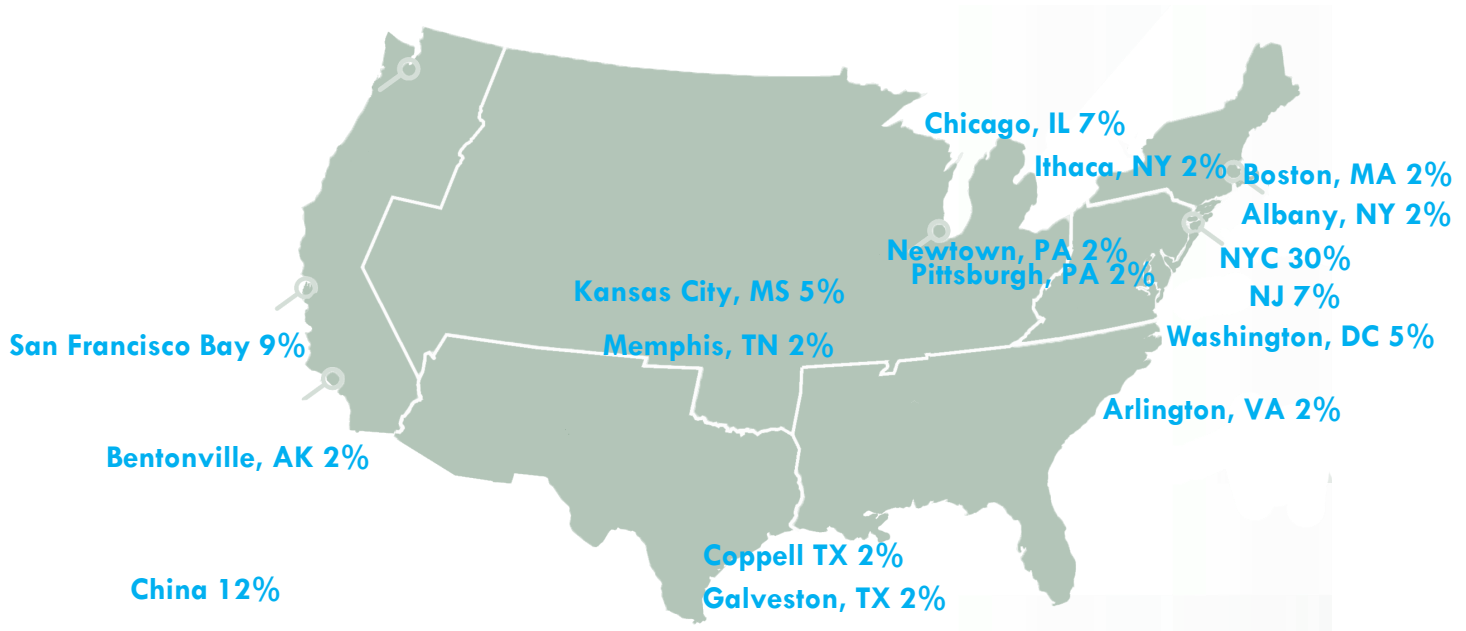 Chicago, IL 7%
Ithaca, NY 2%
Boston, MA 2%
Albany, NY 2%
Newtown, PA 2%
NYC 30%
Pittsburgh, PA 2%
Kansas City, MS 5%
NJ 7%
San Francisco Bay 9%
Memphis, TN 2%
Washington, DC 5%
Arlington, VA 2%
Bentonville, AK 2%
Coppell TX 2%
China 12%
Galveston, TX 2%